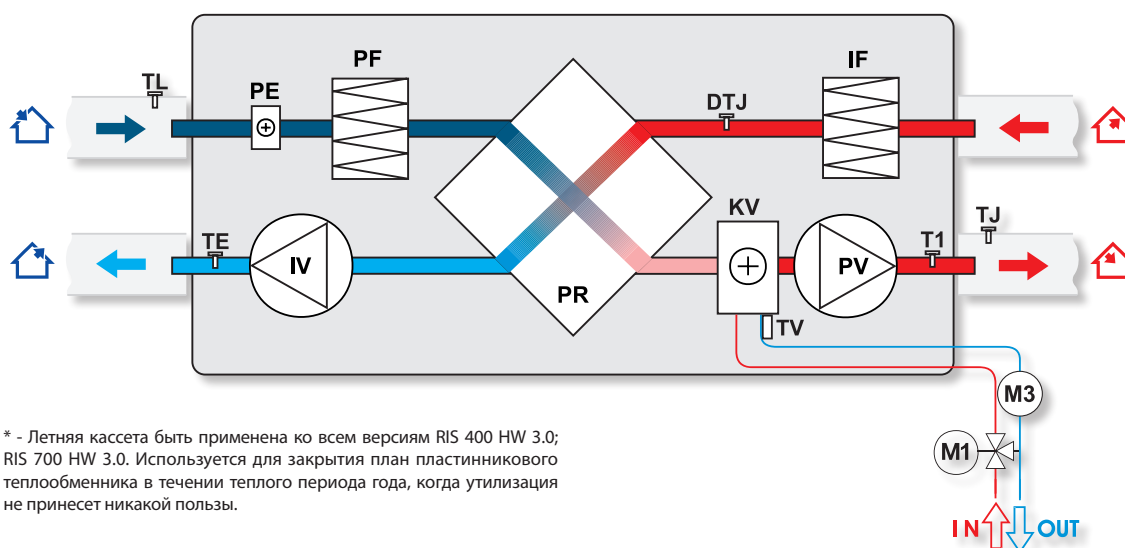 TL
PE
PF
DTJ
IF
TE
IV
PR
KV
PV
T1
TJ
TV
M3
M1
IN
OUT
* - Летняя кассета быть применена ко всем версиям RIS 400 HW 3.0;
RIS 700 HW 3.0. Используется для закрытия план пластинникового
теплообменника в течении теплого периода года, когда утилизация
не принесет никакой пользы.